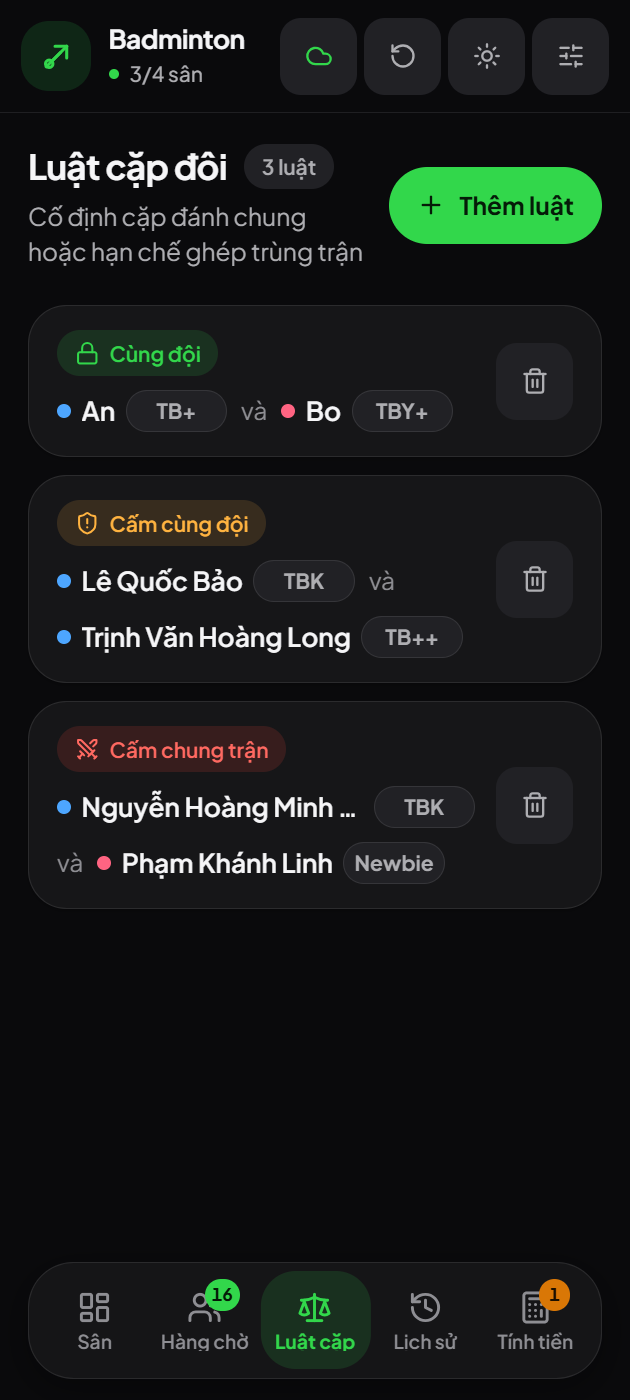 Badminton
3/4 sân
Luật cặp đôi 3 luật
Cố định cặp đánh chung
hoặc hạn chế ghép trùng trận
Thêm luật
Cùng đội
An TB+ và Bo TBY+
Cấm cùng đội
Lê Quốc Bảo TBK và
Trịnh Văn Hoàng Long TB++
Cấm chung trận
Nguyễn Hoàng Minh ... TBK
và Phạm Khánh Linh Newbie
16 1
Sân Hàng chờ Luật cặp Lịch sử Tính tiền